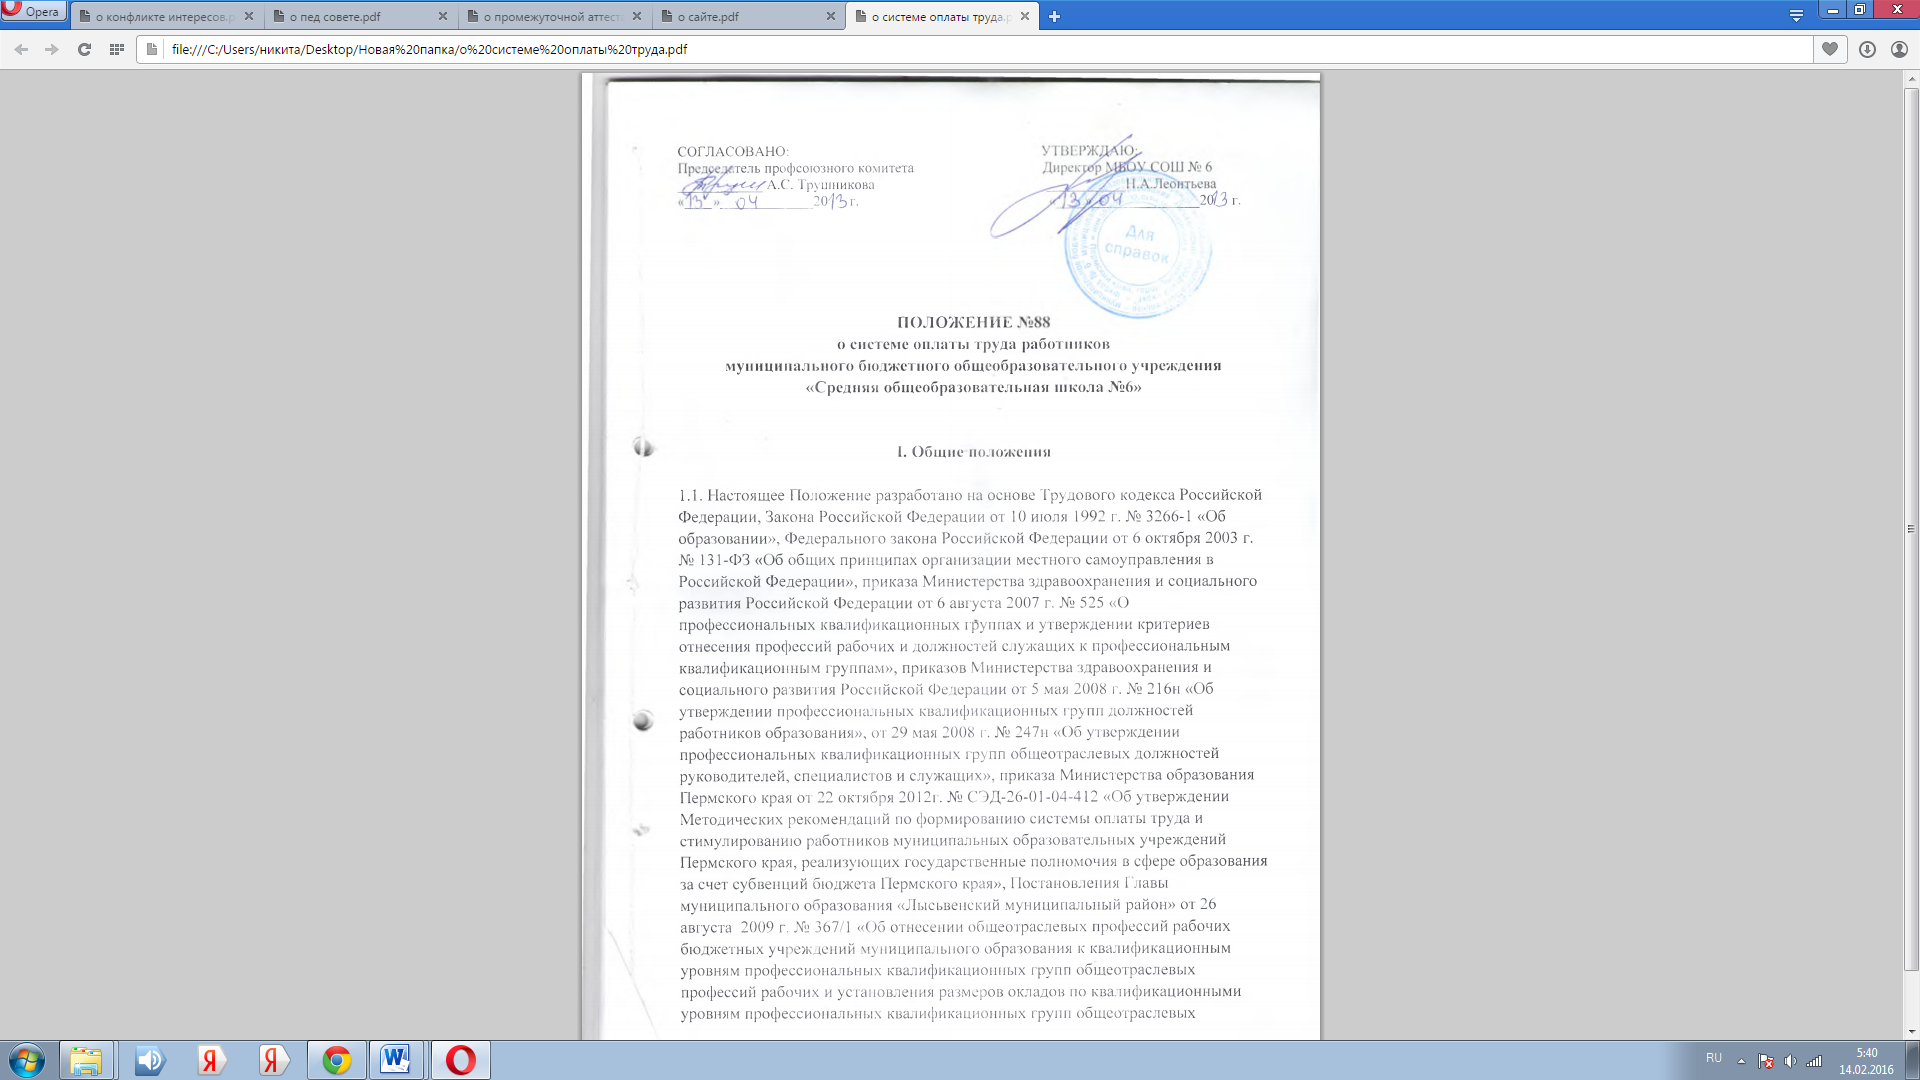 Opera
о конфликте интересов.p
о пед совете.pdf
о промежуточной аттест
о сайте.pdf
о системе оплаты труда.p
file:///C:/Users/никита/Desktop/Новая%20папка/о%20системе%20оплаты%20труда.pdf
СОГЛАСОВАНО:
Председатель профсоюзного комитета
А.С. Трушникова
«13» 04 2013 г.
УТВЕРЖДАЮ:
Директор МБОУ СОШ № 6
Н.А.Леонтьева
«13» 04 2013 г.
Для
справок
ПОЛОЖЕНИЕ №88
о системе оплаты труда работников
муниципального бюджетного общеобразовательного учреждения
«Средняя общеобразовательная школа №6»
I. Общие положения
1.1. Настоящее Положение разработано на основе Трудового кодекса Российской
Федерации, Закона Российской Федерации от 10 июля 1992 г. № 3266-1 «Об
образовании», Федерального закона Российской Федерации от 6 октября 2003 г.
№ 131-ФЗ «Об общих принципах организации местного самоуправления в
Российской Федерации», приказа Министерства здравоохранения и социального
развития Российской Федерации от 6 августа 2007 г. № 525 «О
профессиональных квалификационных группах и утверждении критериев
отнесения профессий рабочих и должностей служащих к профессиональным
квалификационным группам», приказов Министерства здравоохранения и
социального развития Российской Федерации от 5 мая 2008 г. № 216н «Об
утверждении профессиональных квалификационных групп должностей
работников образования», от 29 мая 2008 г. № 247н «Об утверждении
профессиональных квалификационных групп общеотраслевых должностей
руководителей, специалистов и служащих», приказа Министерства образования
Пермского края от 22 октября 2012г. № СЭД-26-01-04-412 «Об утверждении
Методических рекомендаций по формированию системы оплаты труда и
стимулированию работников муниципальных образовательных учреждений
Пермского края, реализующих государственные полномочия в сфере образования
за счет субвенций бюджета Пермского края», Постановления Главы
муниципального образования «Лысьвенский муниципальный район» от 26
августа 2009 г. № 367/1 «Об отнесении общеотраслевых профессий рабочих
бюджетных учреждений муниципального образования к квалификационным
уровням профессиональных квалификационных групп общеотраслевых
профессий рабочих и установления размеров окладов по квалификационными
уровням профессиональных квалификационных групп общеотраслевых
RU
5:40
14.02.2016